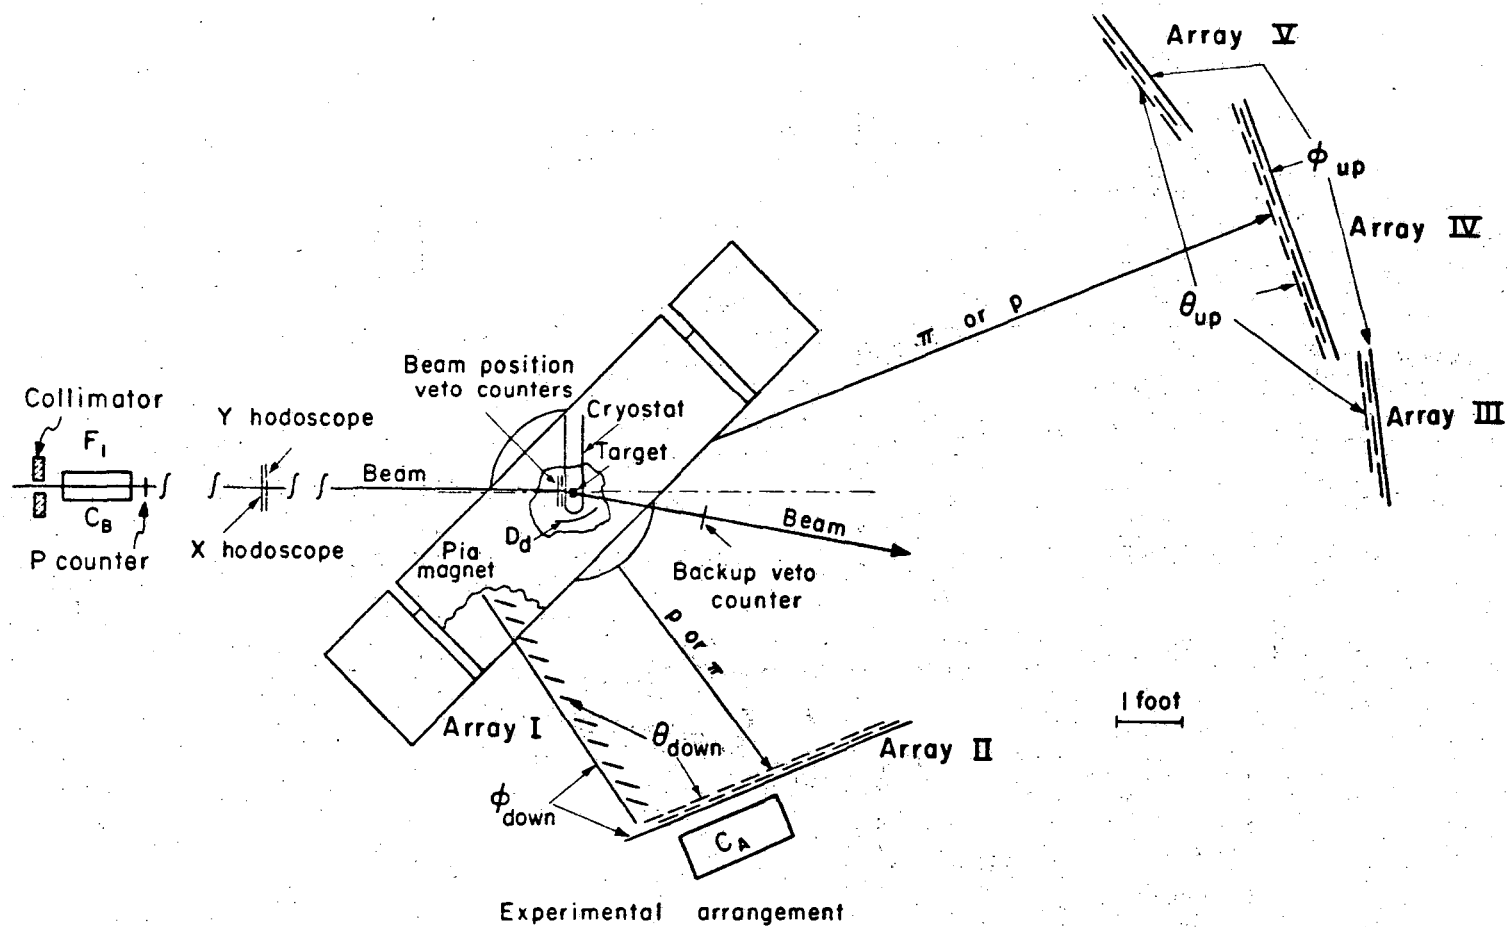 Array V
ϕ up
Array IV
π or p
θup
Beam position
veto counters
Collimator
Y hodoscope
Cryostat
Array III
F1
Target
Beam
CB
Dd
Beam
X hodoscope
P counter
Pia
magnet
Backup veto
counter
p or π
1 foot
Array I
θdown
Array II
ϕdown
CA
Experimental arrangement